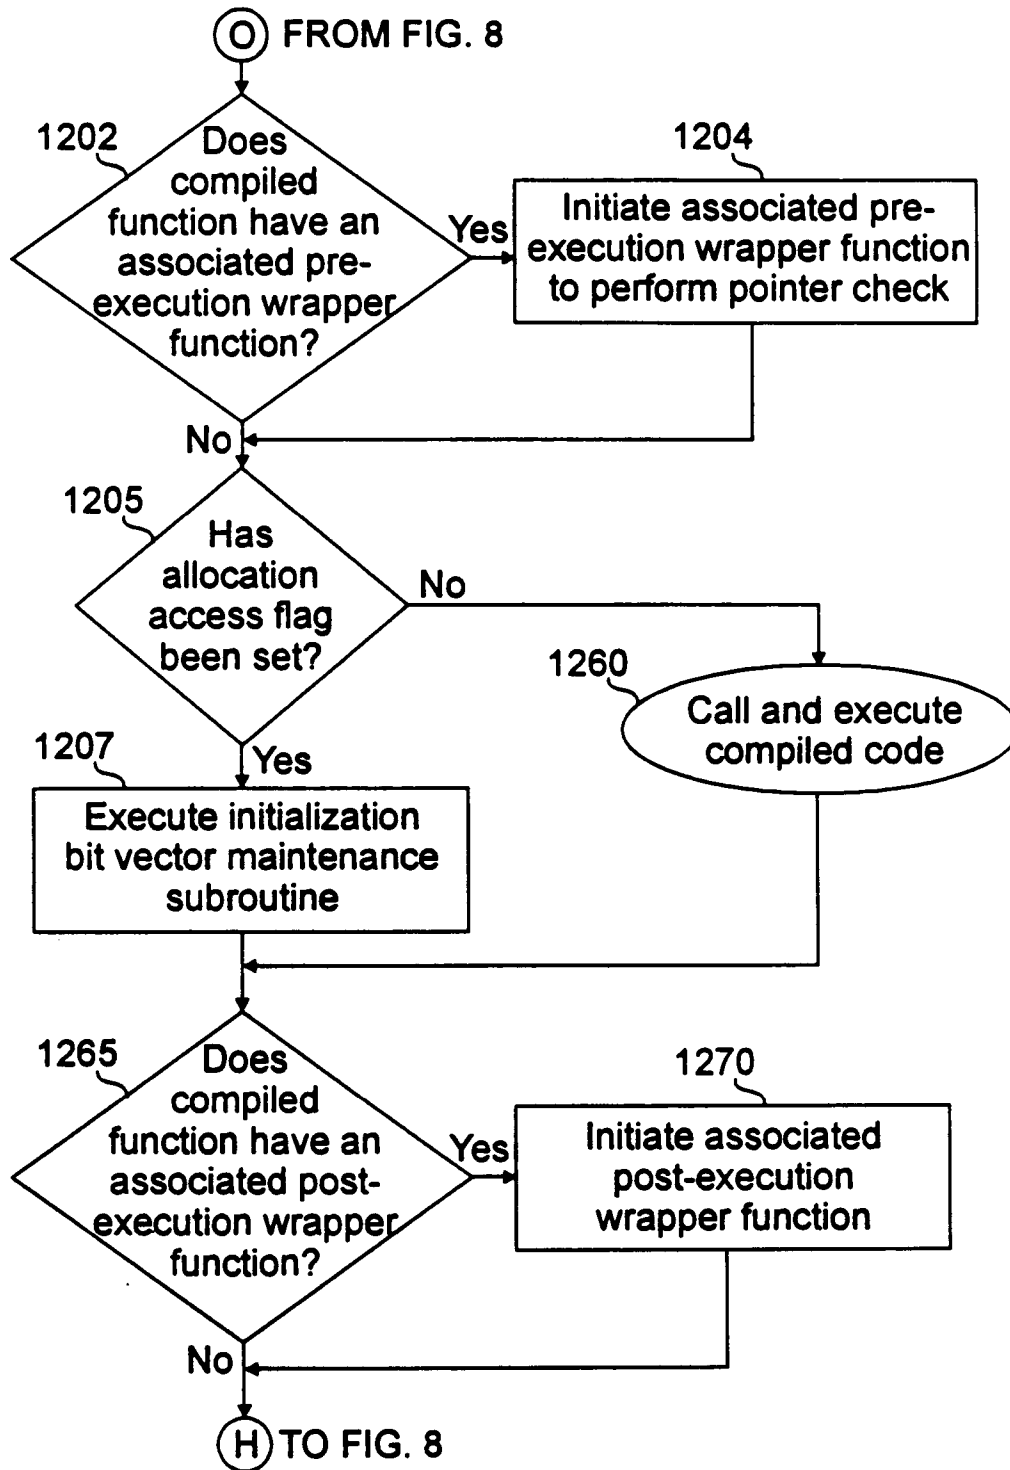 O FROM FIG. 8
1202
Does
compiled
function have an
associated pre-
execution wrapper
function?
Yes
1204
Initiate associated pre-
execution wrapper function
to perform pointer check
No
1205
Has
allocation
access flag
been set?
No
1260
Call and execute
compiled code
Yes
1207
Execute initialization
bit vector maintenance
subroutine
1265
Does
compiled
function have an
associated post-
execution wrapper
function?
Yes
1270
Initiate associated
post-execution
wrapper function
No
H TO FIG. 8